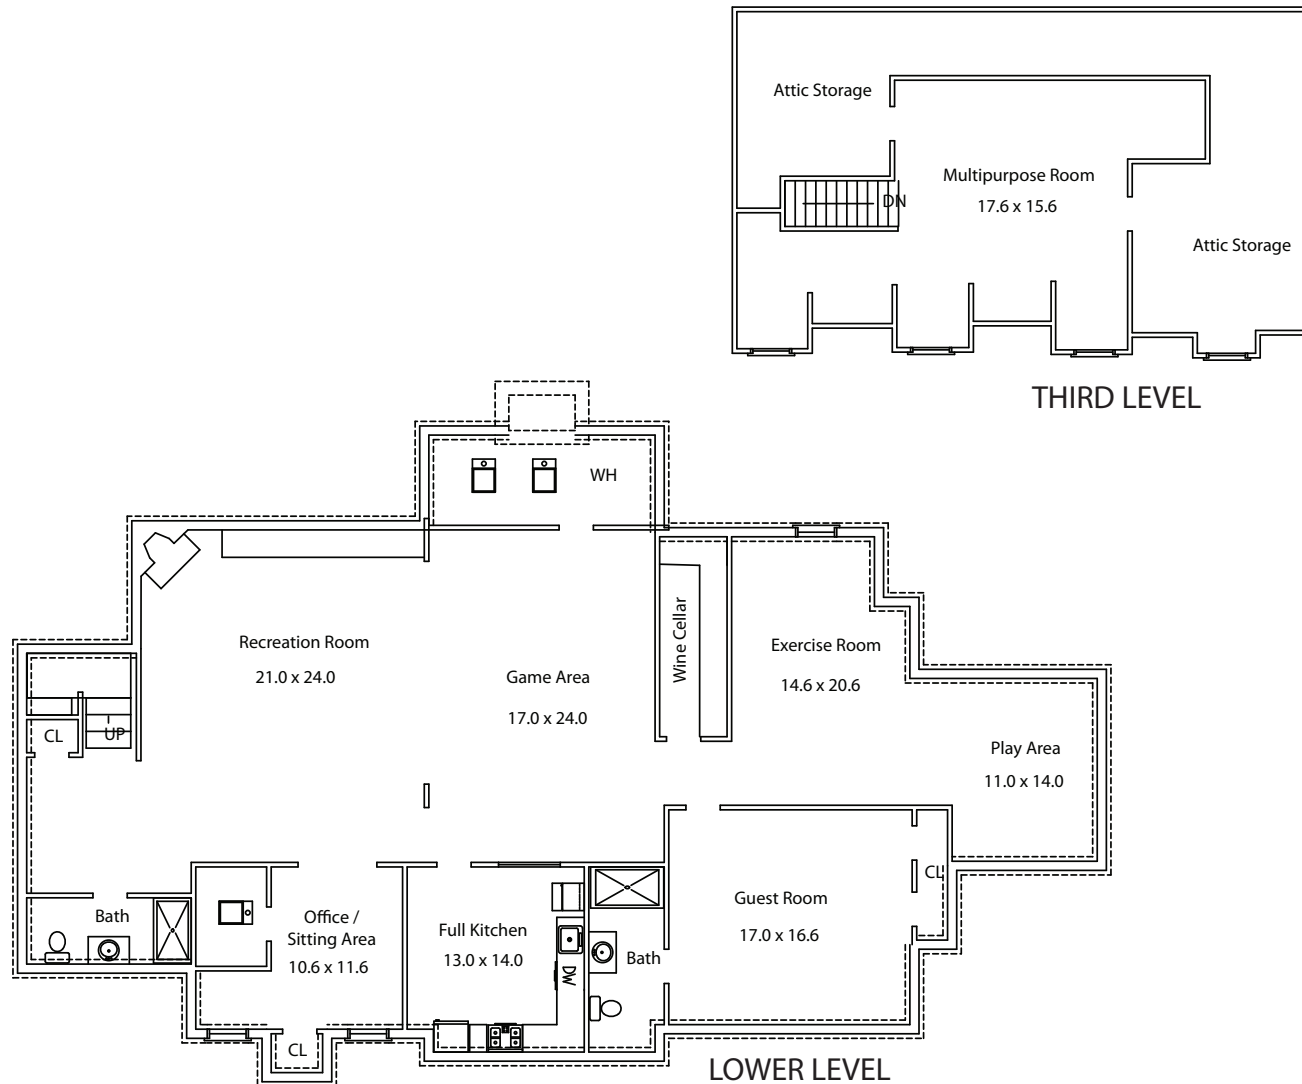 Attic Storage
Multipurpose Room
17.6 x 15.6
DN
Attic Storage
THIRD LEVEL
WH
Recreation Room
21.0 x 24.0
Game Area
17.0 x 24.0
Wine Cellar
Exercise Room
14.6 x 20.6
CL
UP
Play Area
11.0 x 14.0
Bath
Office /
Sitting Area
10.6 x 11.6
Full Kitchen
13.0 x 14.0
DW
Bath
Guest Room
17.0 x 16.6
CL
CL
LOWER LEVEL